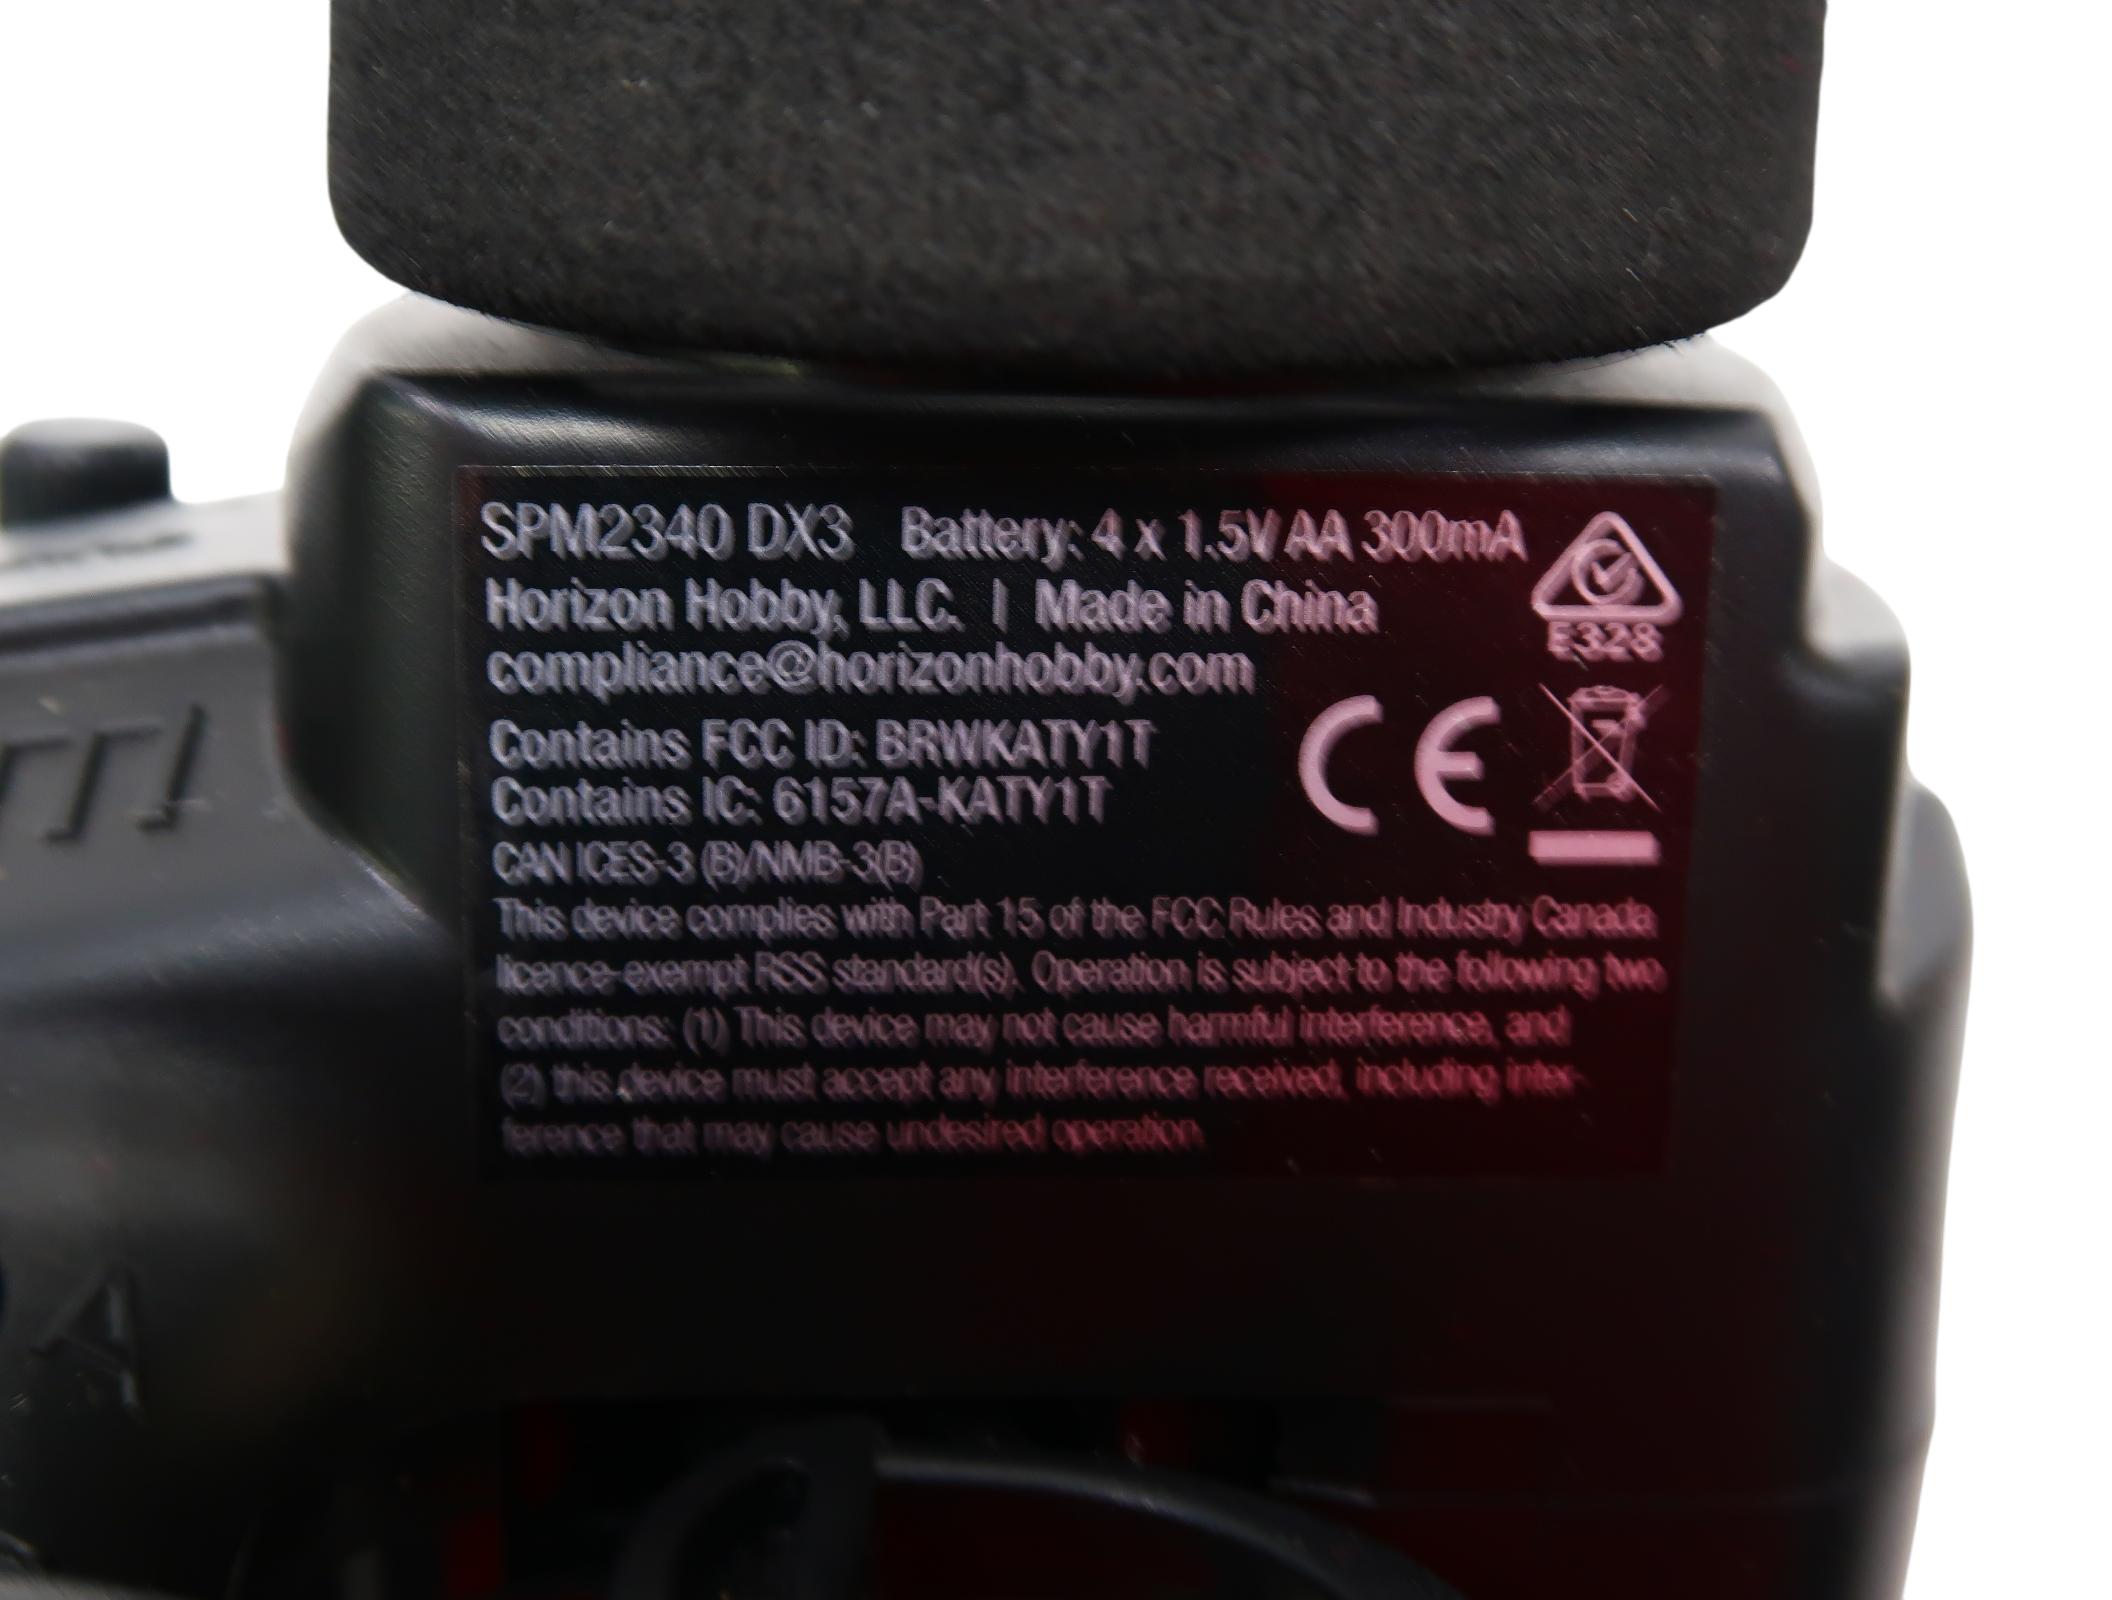 SPM2340 DX3 Battery: 4 x 1.5V AA 300mA
Horizon Hobby, LLC. | Made in China
compliance@horizonhobby.com
E328
Contains FCC ID: BRWKATY1T
Contains IC: 6157A-KATY1T
CE
CAN ICES-3 (B)/NMB-3(B)
This device complies with Part 15 of the FCC Rules and Industry Canada
licence-exempt RSS standard(s). Operation is subject to the following two
conditions: (1) This device may not cause harmful interference, and
(2) this device must accept any interference received, including inter-
ference that may cause undesired operation.